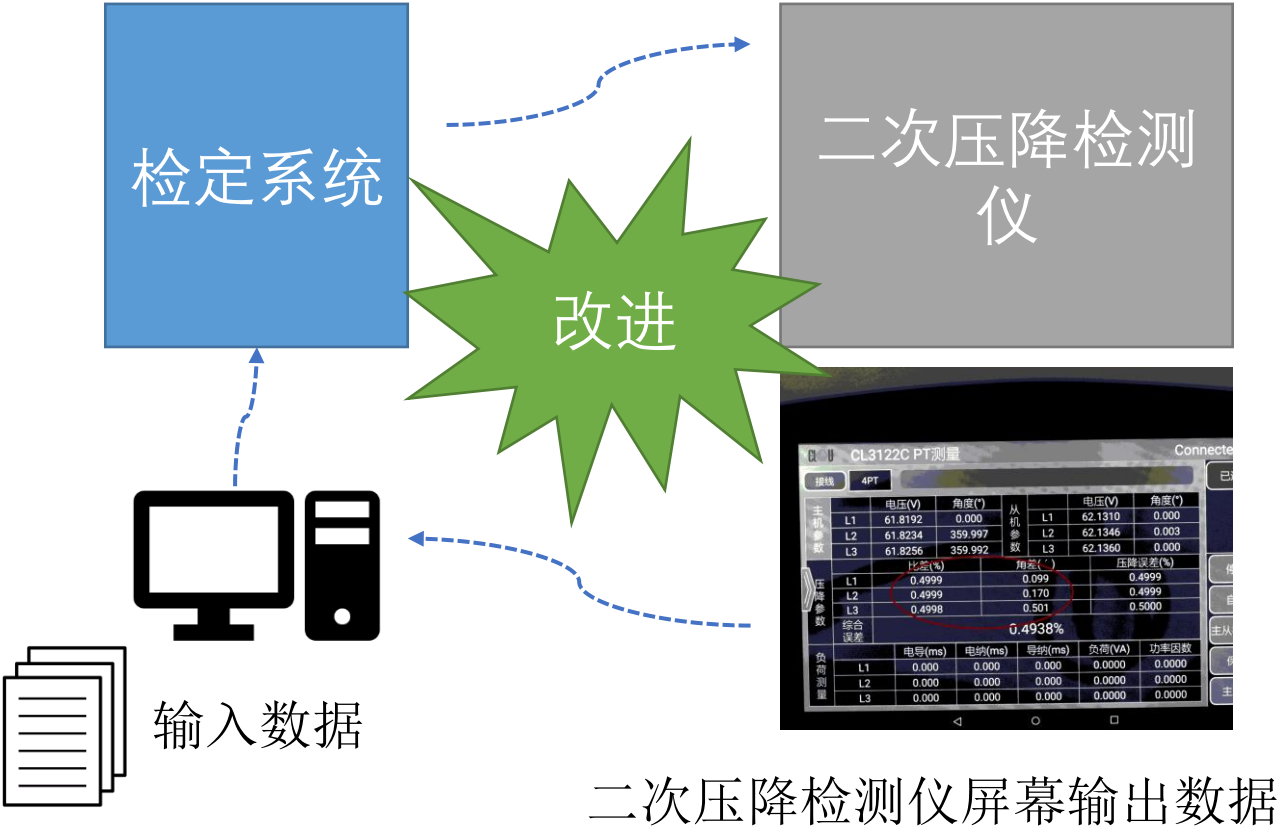 检定系统
二次压降检测
仪
改进
输入数据
二次压降检测仪屏幕输出数据
CL3122C PT测量
Connecte
接线 4PT
电压(V) 角度(°) 电压(V) 角度(°)
主机参数
L1 61.8192 0.000
L2 61.8234 359.997
L3 61.8256 359.992
从机参数
L1 62.1310 0.000
L2 62.1346 0.003
L3 62.1360 0.000
压降参数
比差(%) 角差(′) 压降误差(%)
L1 0.4999 0.099 0.4999
L2 0.4999 0.170 0.4999
L3 0.4998 0.501 0.5000
综合
误差
0.4938%
负荷测量
电导(ms) 电纳(ms) 导纳(ms) 负荷(VA) 功率因数
L1 0.000 0.000 0.000 0.0000 0.0000
L2 0.000 0.000 0.000 0.0000 0.0000
L3 0.000 0.000 0.000 0.0000 0.0000
主从
主